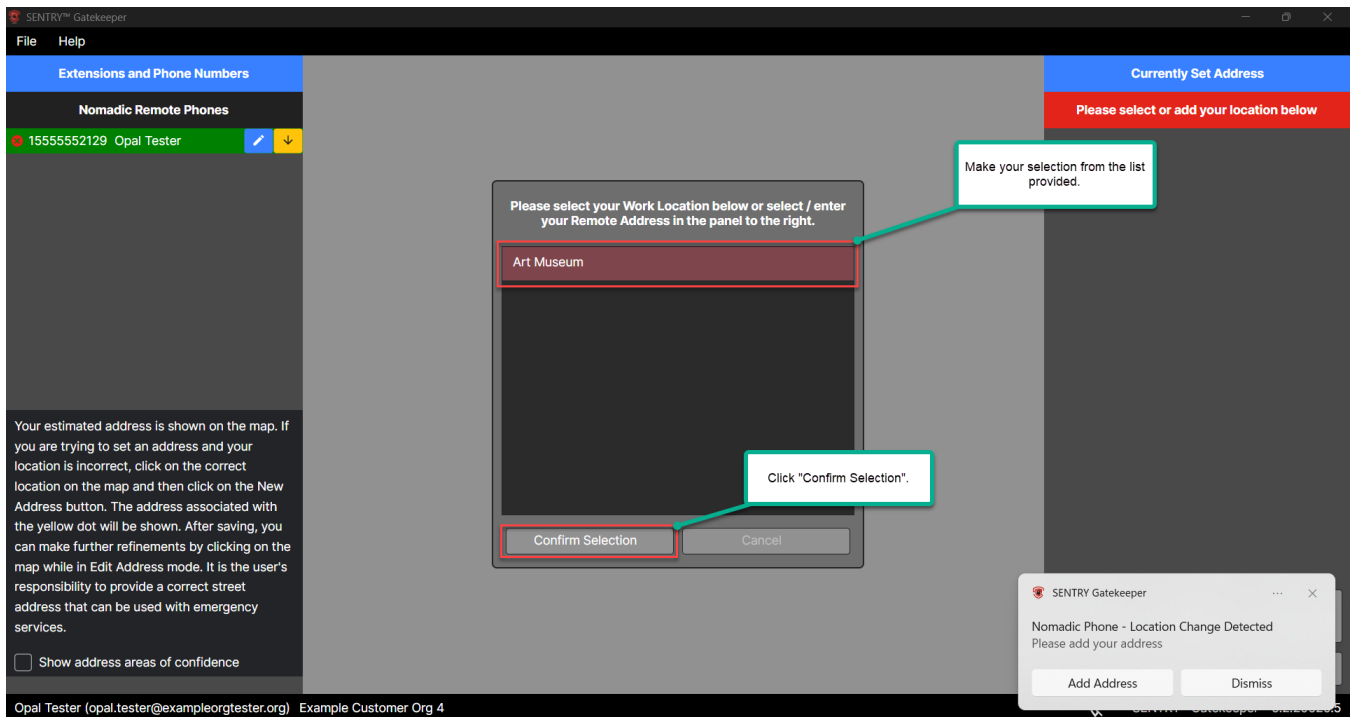 SENTRY™ Gatekeeper
File Help
Extensions and Phone Numbers
Nomadic Remote Phones
15555552129 Opal Tester
Your estimated address is shown on the map. If
you are trying to set an address and your
location is incorrect, click on the correct
location on the map and then click on the New
Address button. The address associated with
the yellow dot will be shown. After saving, you
can make further refinements by clicking on the
map while in Edit Address mode. It is the user's
responsibility to provide a correct street
address that can be used with emergency
services.
Show address areas of confidence
Please select your Work Location below or select / enter
your Remote Address in the panel to the right.
Art Museum
Confirm Selection
Cancel
Make your selection from the list
provided.
Click "Confirm Selection".
Currently Set Address
Please select or add your location below
SENTRY Gatekeeper
Nomadic Phone - Location Change Detected
Please add your address
Add Address
Dismiss
Opal Tester (opal.tester@exampleorgtester.org) Example Customer Org 4